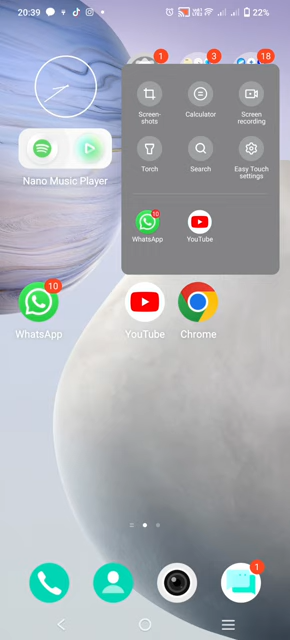 20:39
22%
1
3
18
Screen-
shots
Calculator
Screen
recording
Torch
Search
Easy Touch
settings
Nano Music Player
10
WhatsApp
YouTube
10
WhatsApp
YouTube
Chrome
1